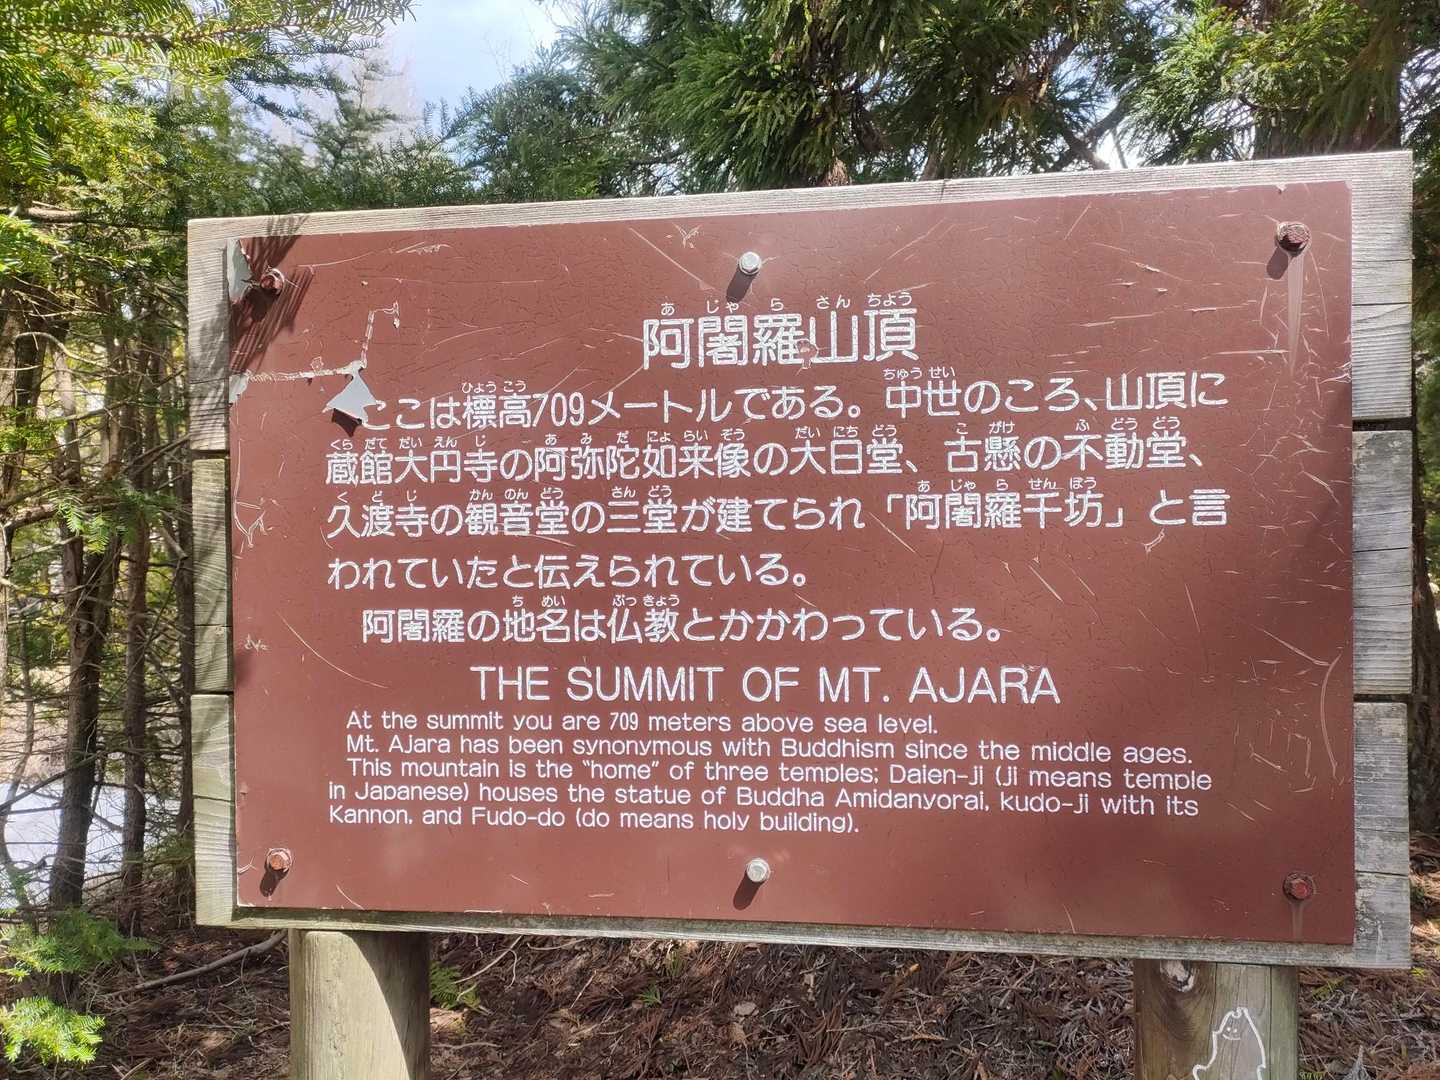 あじゃらさんちょう
阿闍羅山頂
ひょうこう ちゅうせい
ここは標高709メートルである。中世のころ、山頂に
くらだてだいえんじ あみだにょらいぞう だいにちどう こがけ ふどうどう
蔵館大円寺の阿弥陀如来像の大日堂、古懸の不動堂、
くどじ かんのんどう さんどう あじゃらせんぼう
久渡寺の観音堂の三堂が建てられ「阿闍羅千坊」と言
われていたと伝えられている。
ちめい ぶっきょう
阿闍羅の地名は仏教とかかわっている。
THE SUMMIT OF MT. AJARA
At the summit you are 709 meters above sea level.
Mt. Ajara has been synonymous with Buddhism since the middle ages.
This mountain is the "home" of three temples; Daien-ji (ji means temple
in Japanese) houses the statue of Buddha Amidanyorai, kudo-ji with its
Kannon, and Fudo-do (do means holy building).